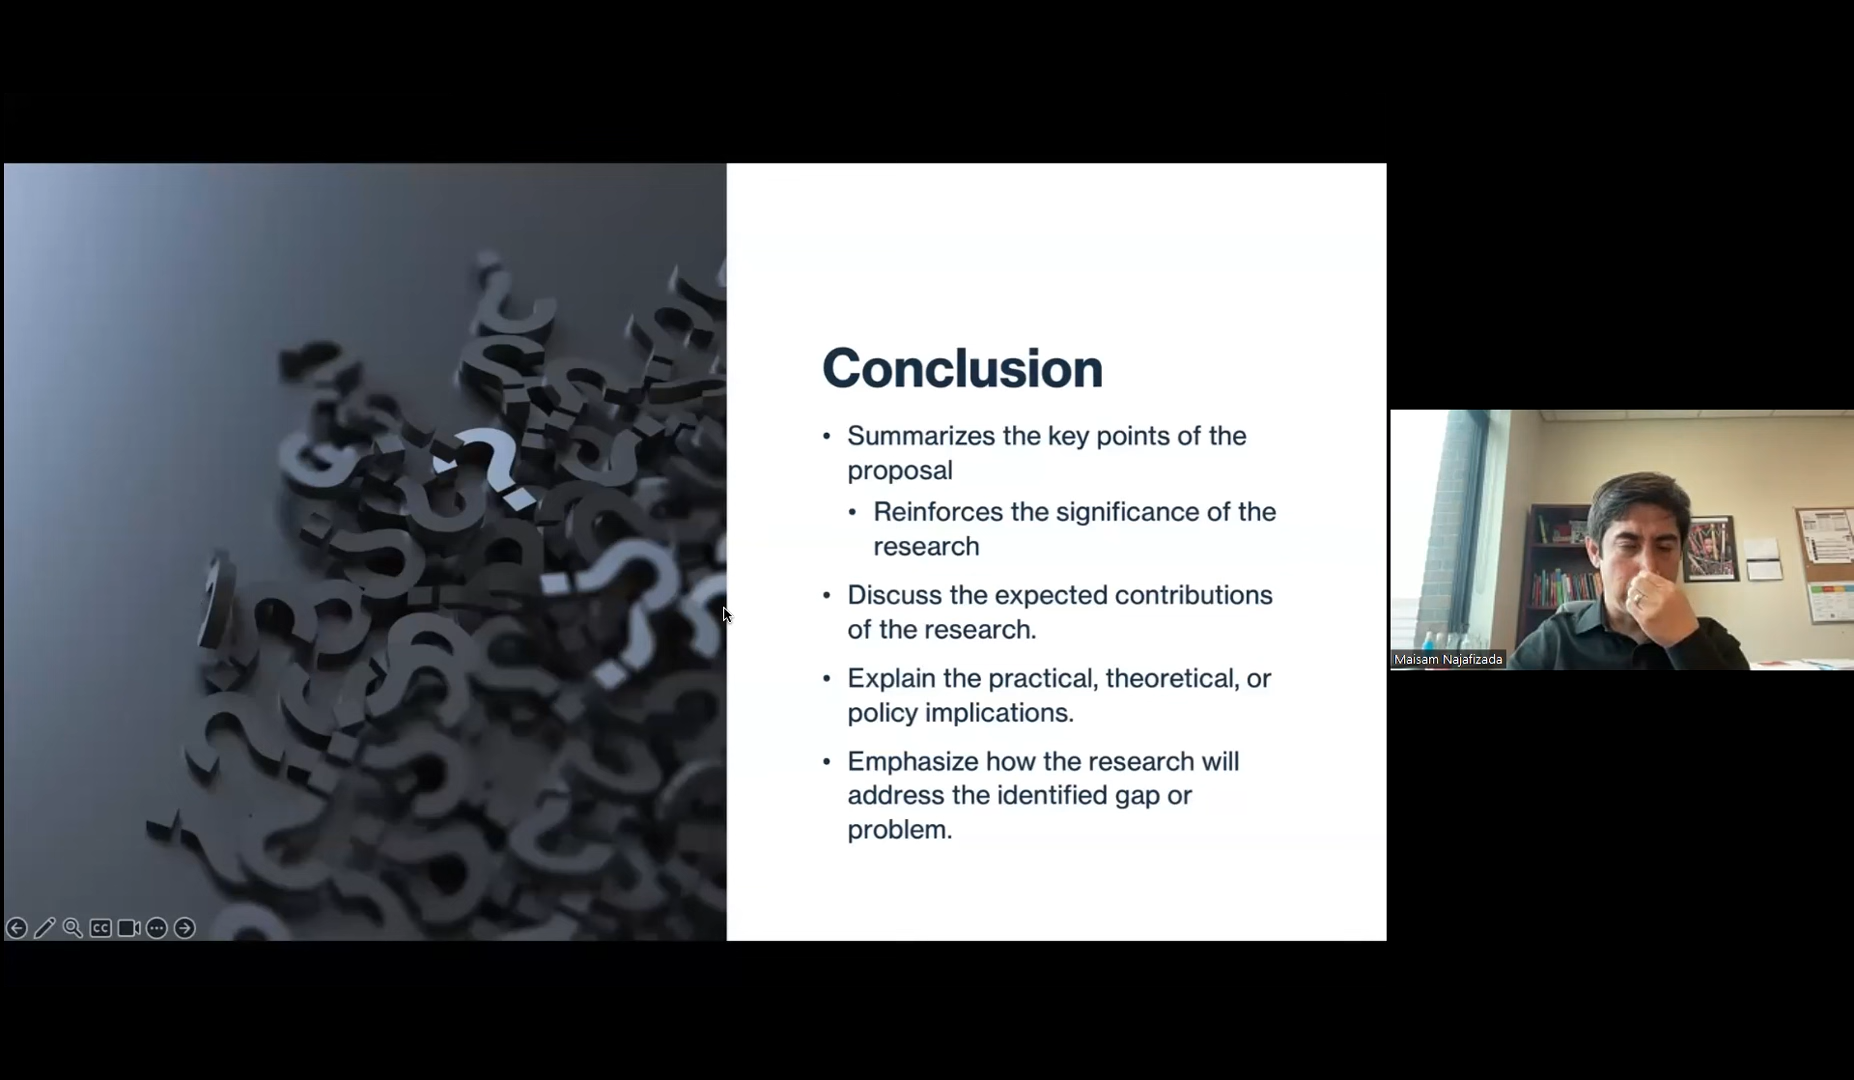 Conclusion
• Summarizes the key points of the
proposal
• Reinforces the significance of the
research
• Discuss the expected contributions
of the research.
• Explain the practical, theoretical, or
policy implications.
• Emphasize how the research will
address the identified gap or
problem.
Maisam Najafizada
CC